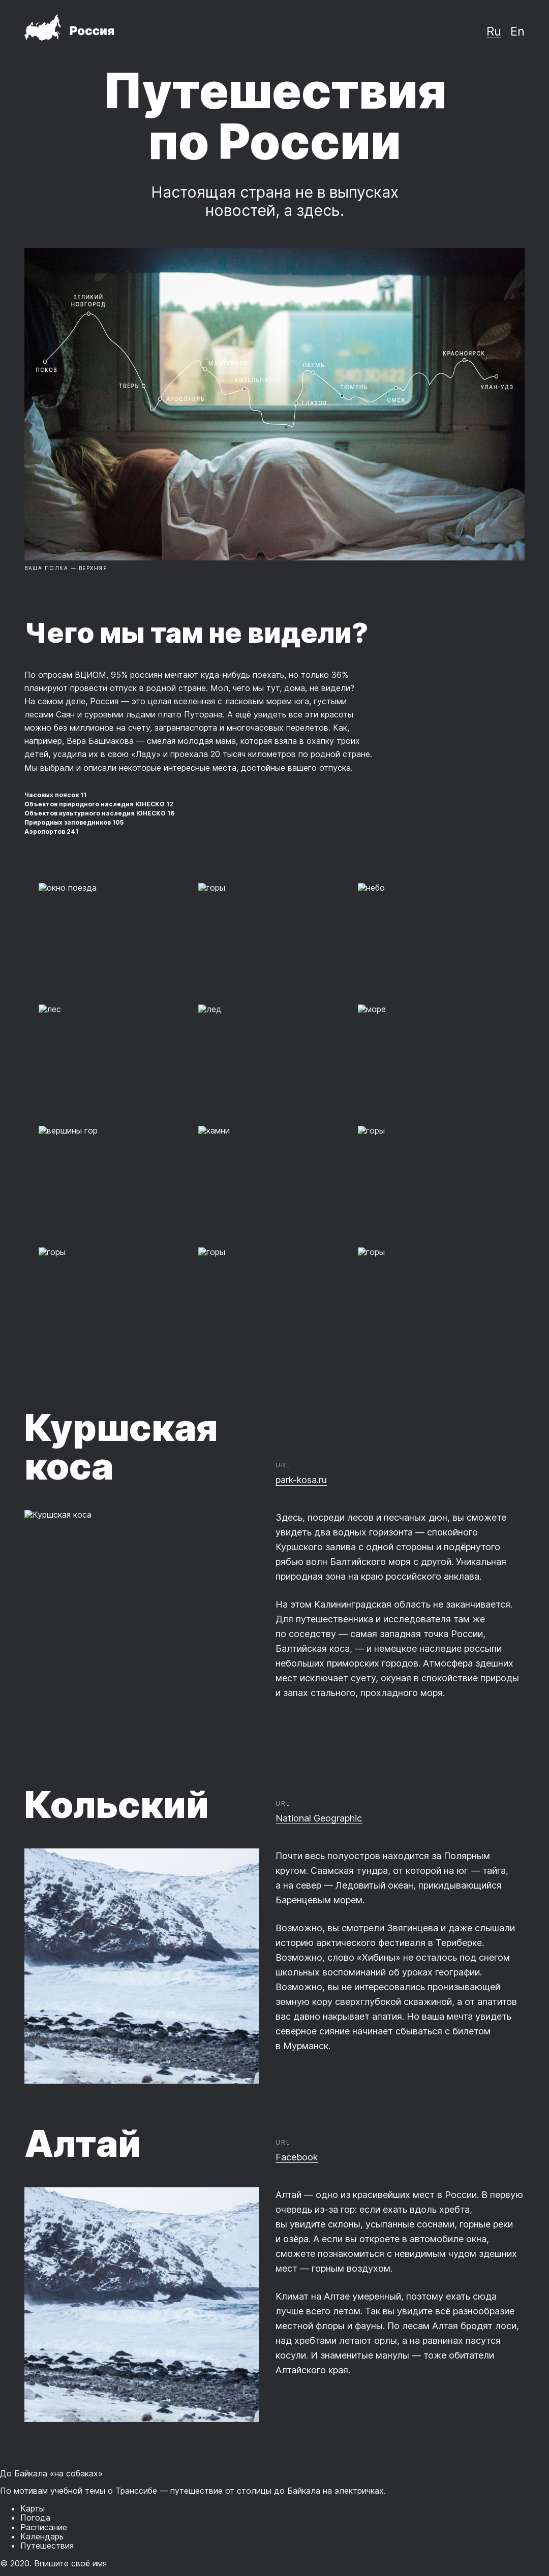 Россия
Ru En
Путешествия
по России
Настоящая страна не в выпусках
новостей, а здесь.
ВЕЛИКИЙ
НОВГОРОД
ПСКОВ
ТВЕРЬ
ЯРОСЛАВЛЬ
ГЛАЗОВ
ПЕРМЬ
ТЮМЕНЬ
ОМСК
КРАСНОЯРСК
УЛАН-УДЭ
ВАША ПОЛКА — ВЕРХНЯЯ
Чего мы там не видели?
По опросам ВЦИОМ, 95% россиян мечтают куда-нибудь поехать, но только 36%
планируют провести отпуск в родной стране. Мол, чего мы тут, дома, не видели?
На самом деле, Россия — это целая вселенная с ласковым морем юга, густыми
лесами Саян и суровыми льдами плато Путорана. А ещё увидеть все эти красоты
можно без миллионов на счету, загранпаспорта и многочасовых перелетов. Как,
например, Вера Башмакова — смелая молодая мама, которая взяла в охапку троих
детей, усадила их в свою «Ладу» и проехала 20 тысяч километров по родной стране.
Мы выбрали и описали некоторые интересные места, достойные вашего отпуска.
Часовых поясов 11
Объектов природного наследия ЮНЕСКО 12
Объектов культурного наследия ЮНЕСКО 16
Природных заповедников 105
Аэропортов 241
окно поезда
горы
небо
лес
лед
море
вершины гор
камни
горы
горы
горы
горы
Куршская
коса
URL
park-kosa.ru
Куршская коса
Здесь, посреди лесов и песчаных дюн, вы сможете
увидеть два водных горизонта — спокойного
Куршского залива с одной стороны и подёрнутого
рябью волн Балтийского моря с другой. Уникальная
природная зона на краю российского анклава.
На этом Калининградская область не заканчивается.
Для путешественника и исследователя там же
по соседству — самая западная точка России,
Балтийская коса, — и немецкое наследие россыпи
небольших приморских городов. Атмосфера здешних
мест исключает суету, окуная в спокойствие природы
и запах стального, прохладного моря.
Кольский
URL
National Geographic
Почти весь полуостров находится за Полярным
кругом. Саамская тундра, от которой на юг — тайга,
а на север — Ледовитый океан, прикидывающийся
Баренцевым морем.
Возможно, вы смотрели Звягинцева и даже слышали
историю арктического фестиваля в Териберке.
Возможно, слово «Хибины» не осталось под снегом
школьных воспоминаний об уроках географии.
Возможно, вы не интересовались пронизывающей
земную кору сверхглубокой скважиной, а от апатитов
вас давно накрывает апатия. Но ваша мечта увидеть
северное сияние начинает сбываться с билетом
в Мурманск.
Алтай
URL
Facebook
Алтай — одно из красивейших мест в России. В первую
очередь из-за гор: если ехать вдоль хребта,
вы увидите склоны, усыпанные соснами, горные реки
и озёра. А если вы откроете в автомобиле окна,
сможете познакомиться с невидимым чудом здешних
мест — горным воздухом.
Климат на Алтае умеренный, поэтому ехать сюда
лучше всего летом. Так вы увидите всё разнообразие
местной флоры и фауны. По лесам Алтая бродят лоси,
над хребтами летают орлы, а на равнинах пасутся
косули. И знаменитые манулы — тоже обитатели
Алтайского края.
До Байкала «на собаках»
По мотивам учебной темы о Транссибе — путешествие от столицы до Байкала на электричках.
Карты
Погода
Расписание
Календарь
Путешествия
© 2020. Впишите своё имя